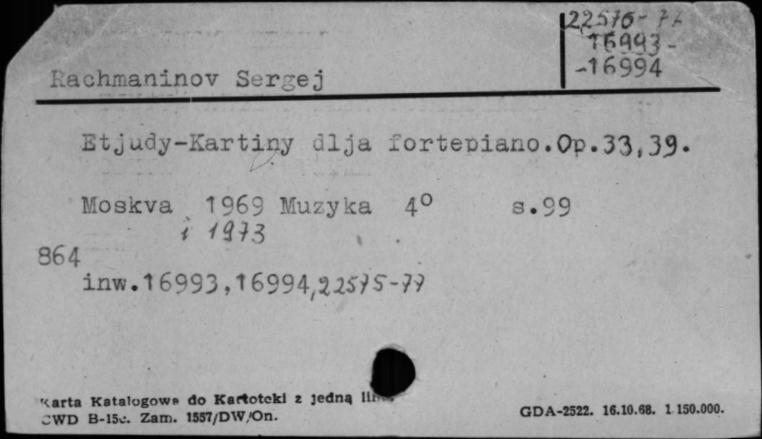 22576-77
16993-
-16994
Rachmaninov Sergej
Etjudy-Kartiny dlja fortepiano.Op.33,39.
Moskva 1969 Muzyka 4° s.99
i 1973
864
inw.16993,16994,22575-77
Karta Katalogowa do Kartoteki z jedną
CWD B-15c. Zam. 1557/DW/On.
GDA-2522. 16.10.68. 1 150.000.